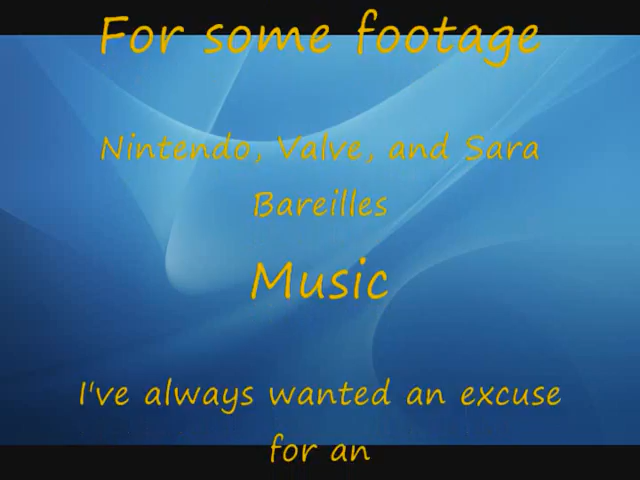 For some footage
Nintendo, Valve, and Sara
Bareilles
Music
I've always wanted an excuse
for an